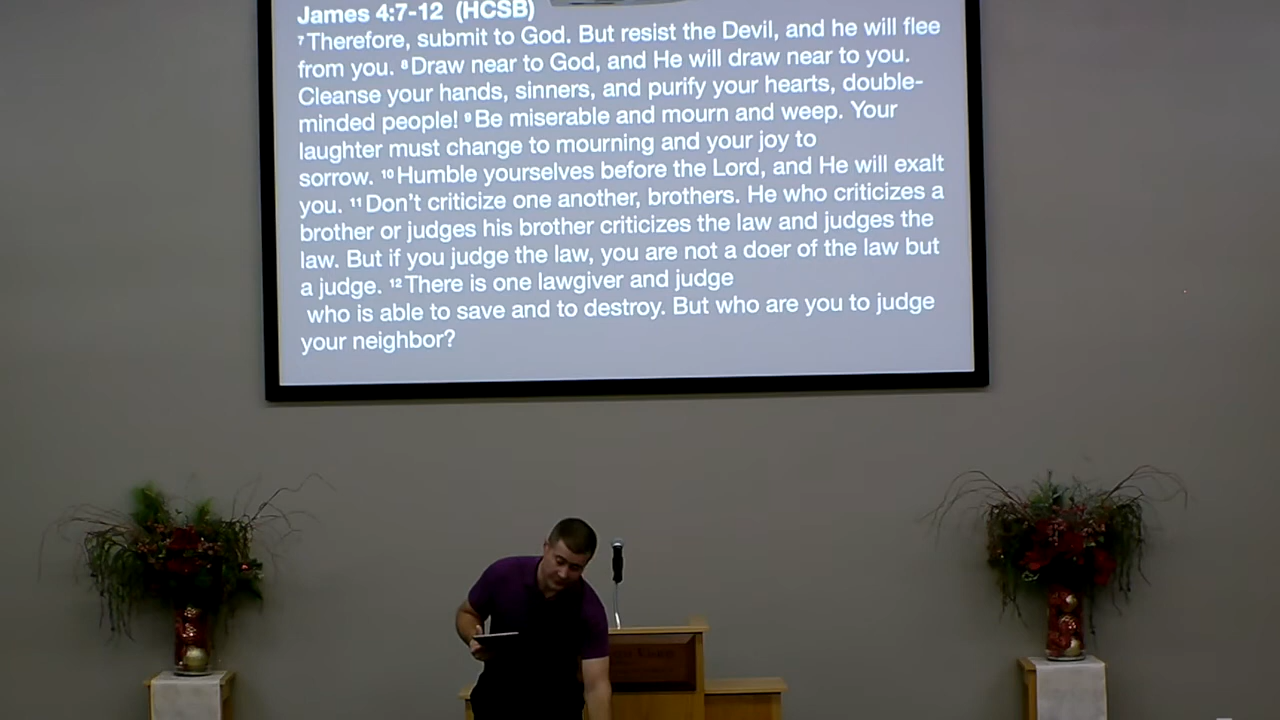 James 4:7-12 (HCSB)
⁷Therefore, submit to God. But resist the Devil, and he will flee
from you. ⁸Draw near to God, and He will draw near to you.
Cleanse your hands, sinners, and purify your hearts, double-
minded people! ⁹Be miserable and mourn and weep. Your
laughter must change to mourning and your joy to
sorrow. ¹⁰Humble yourselves before the Lord, and He will exalt
you. ¹¹Don’t criticize one another, brothers. He who criticizes a
brother or judges his brother criticizes the law and judges the
law. But if you judge the law, you are not a doer of the law but
a judge. ¹²There is one lawgiver and judge
who is able to save and to destroy. But who are you to judge
your neighbor?